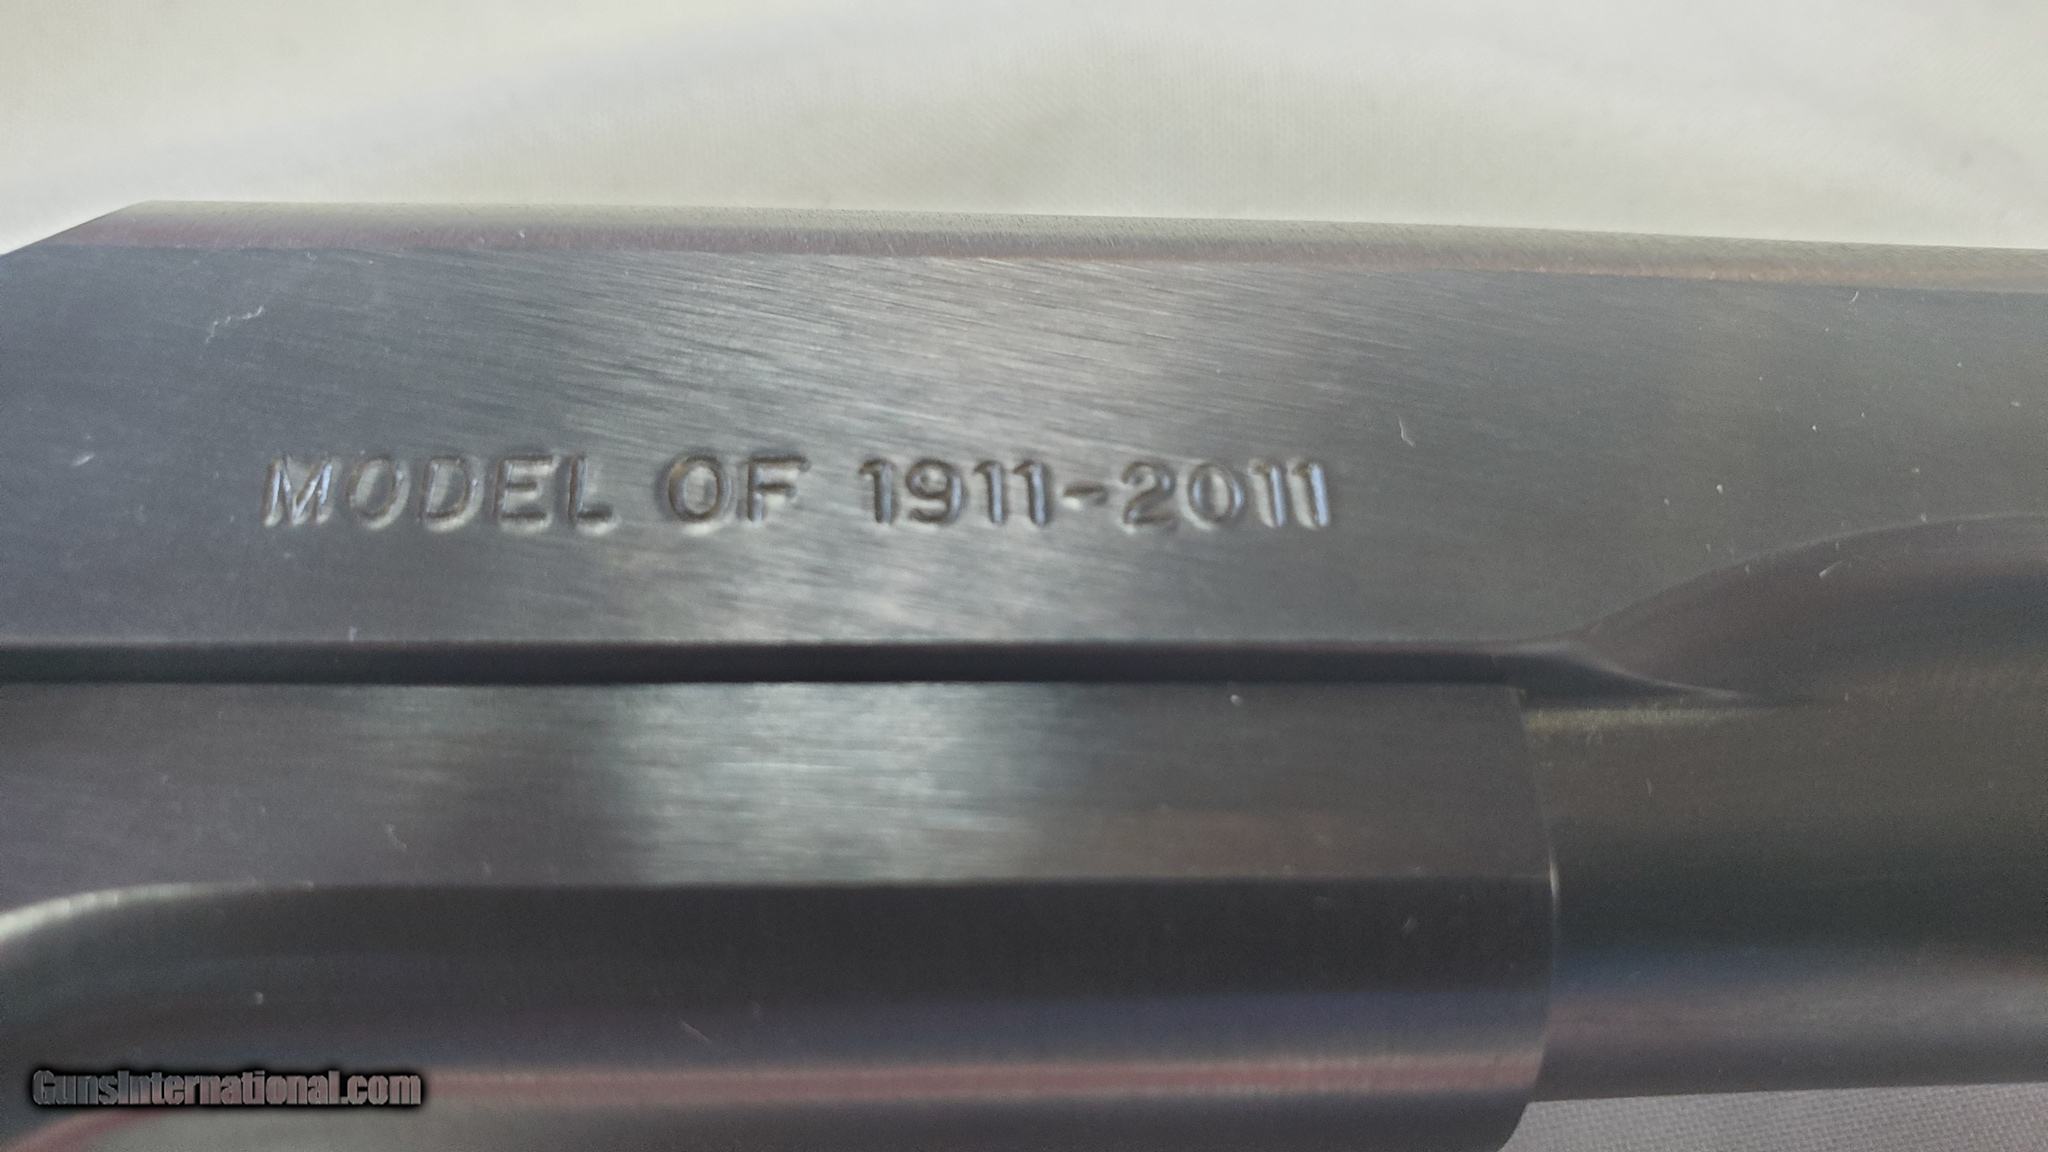 MODEL OF 1911-2011
GunsInternational.com